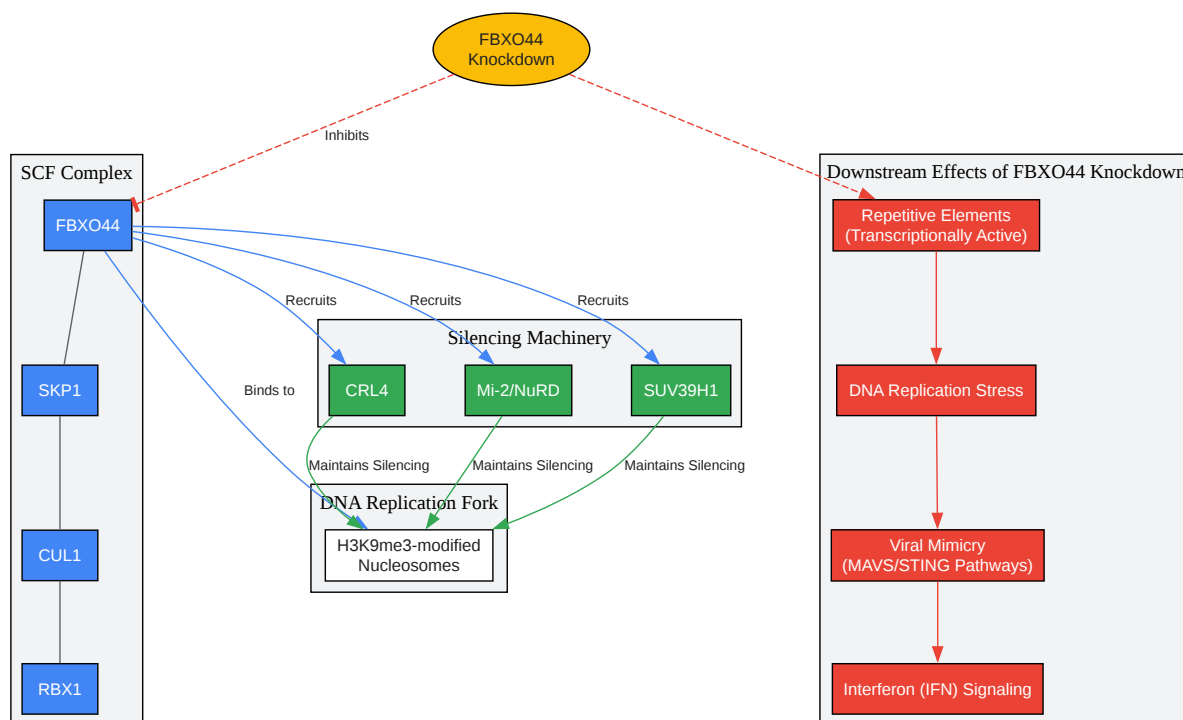 FBXO44
Knockdown
Inhibits
SCF Complex
Downstream Effects of FBXO44 Knockdown
FBXO44
Repetitive Elements
(Transcriptionally Active)
Recruits
Recruits
Recruits
Silencing Machinery
SKP1
Binds to
CRL4
Mi-2/NuRD
SUV39H1
DNA Replication Stress
Maintains Silencing
Maintains Silencing
Maintains Silencing
DNA Replication Fork
CUL1
H3K9me3-modified
Nucleosomes
Viral Mimicry
(MAVS/STING Pathways)
RBX1
Interferon (IFN) Signaling